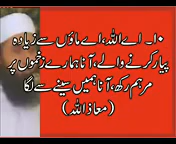 ۱۰۔ اے اللہ، اے ماؤں سے زیادہ
پیار کرنے والے، آنا ہمارے زخموں پر
مرہم رکھ، آنا ہمیں سینے سے لگا
(معاذ اللہ)